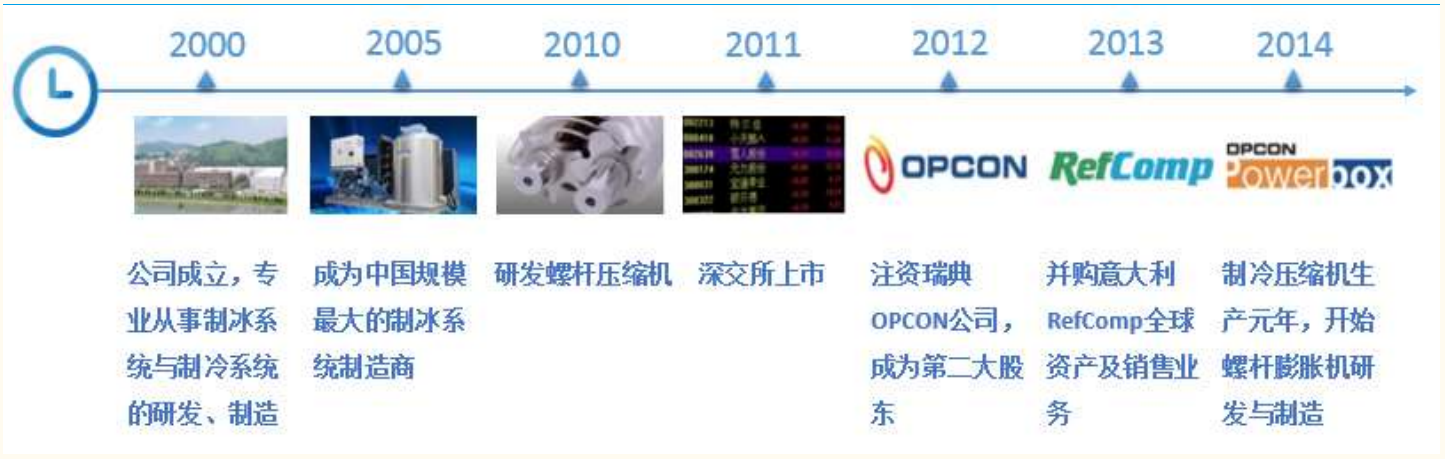 2000
2005
2010
2011
2012
2013
2014
OPCON
RefComp
OPCON
Powerbox
公司成立，专
业从事制冰系
统与制冷系统
的研发、制造
成为中国规模
最大的制冰系
统制造商
研发螺杆压缩机
深交所上市
注资瑞典
OPCON公司，
成为第二大股
东
并购意大利
RefComp全球
资产及销售业
务
制冷压缩机生
产元年，开始
螺杆膨胀机研
发与制造